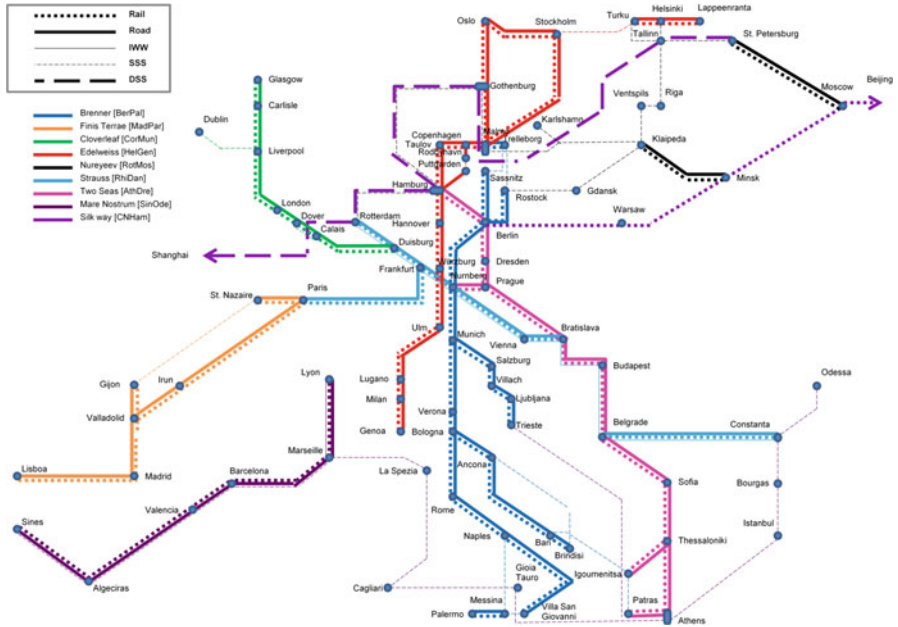 Rail
Road
IWW
SSS
DSS
Brenner [BerPal]
Finis Terrae [MadPar]
Cloverleaf [CorMun]
Edelweiss [HelGen]
Nureyeev [RotMos]
Strauss [RhiDan]
Two Seas [AthDre]
Mare Nostrum [SinOde]
Silk way [CNHam]
Oslo
Stockholm
Turku
Helsinki
Lappeenranta
Tallinn
St. Petersburg
Glasgow
Gothenburg
Moscow
Beijing
Carlisle
Ventspils
Riga
Dublin
Karlshamn
Copenhagen
Trelleborg
Liverpool
Taulov
Klaipeda
Puttgarden
Sassnitz
Minsk
Hamburg
Rostock
Gdansk
London
Dover
Rotterdam
Hannover
Warsaw
Calais
Berlin
Duisburg
Shanghai
Frankfurt
Würzburg
Dresden
Nurnberg
Prague
St. Nazaire
Paris
Ulm
Munich
Vienna
Bratislava
Salzburg
Budapest
Gijon
Irun
Lyon
Lugano
Villach
Odessa
Milan
Ljubljana
Valladolid
Verona
Genoa
Bologna
Trieste
Belgrade
Constanta
Marseille
Lisboa
Madrid
Barcelona
La Spezia
Ancona
Sofia
Bourgas
Valencia
Rome
Sines
Naples
Bari
Brindisi
Thessaloniki
Istanbul
Algeciras
Cagliari
Gioia
Tauro
Igoumenitsa
Messina
Palermo
Villa San
Giovanni
Patras
Athens